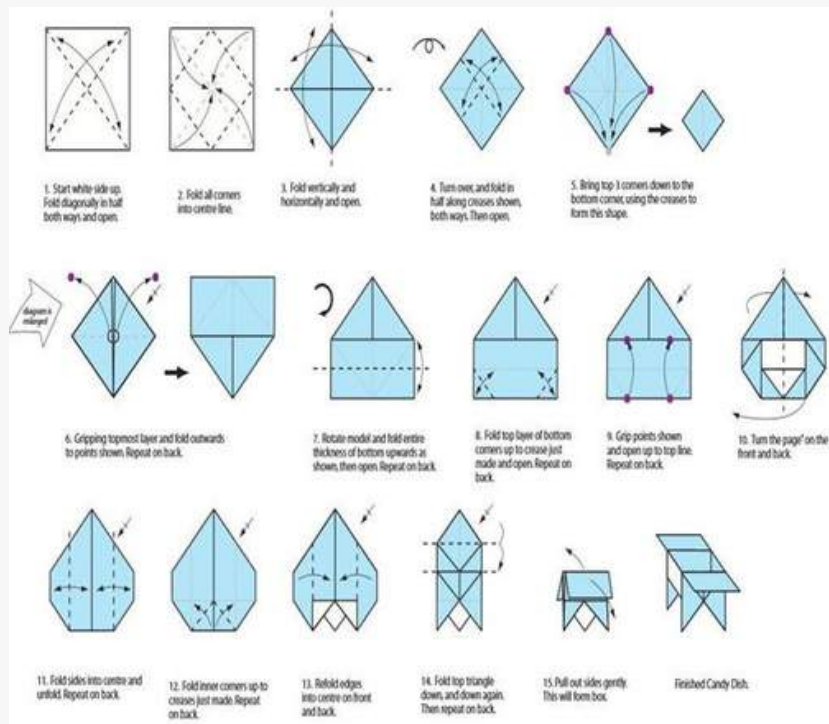 1. Start white side up.
Fold diagonally in half
both ways and open.
2. Fold all corners
into centre line.
3. Fold vertically and
horizontally and open.
4. Turn over, and fold in
half along creases shown,
both ways. Then open.
5. Bring top 3 corners down to the
bottom corner, using the creases to
form this shape.
diagram is
enlarged
6. Gripping topmost layer and fold outwards
to points shown. Repeat on back.
7. Rotate model and fold entire
thickness of bottom upwards as
shown, then open. Repeat on back.
8. Fold top layer of bottom
corners up to crease just
made and open. Repeat on
back.
9. Grip points shown
and open up to top line.
Repeat on back.
10. Turn the page" on the
front and back.
11. Fold sides into centre and
unfold. Repeat on back.
12. Fold inner corners up to
creases just made. Repeat
on back.
13. Refold edges
into centre on front
and back.
14. Fold top triangle
down, and down again.
Then repeat on back.
15. Pull out sides gently.
This will form box.
Finished Candy Dish.